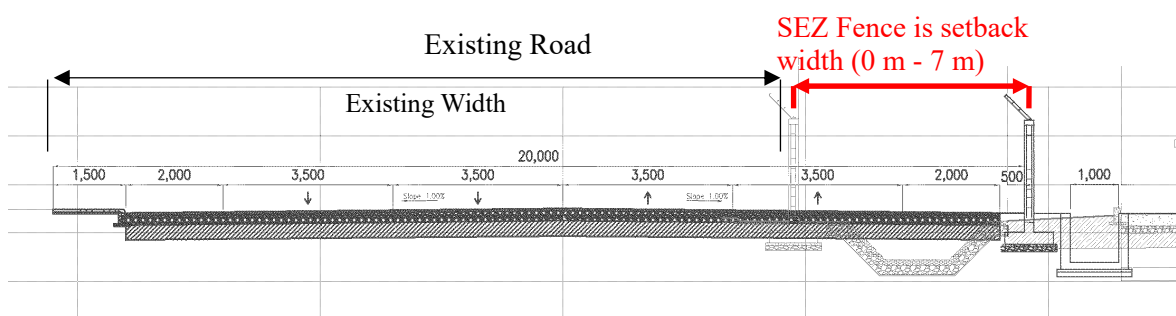 SEZ Fence is setback
width (0 m - 7 m)
Existing Road
Existing Width
20,000
1,500 2,000 3,500 3,500 3,500 3,500 2,000 500 1,000
Slope 1.00% Slope 1.00%